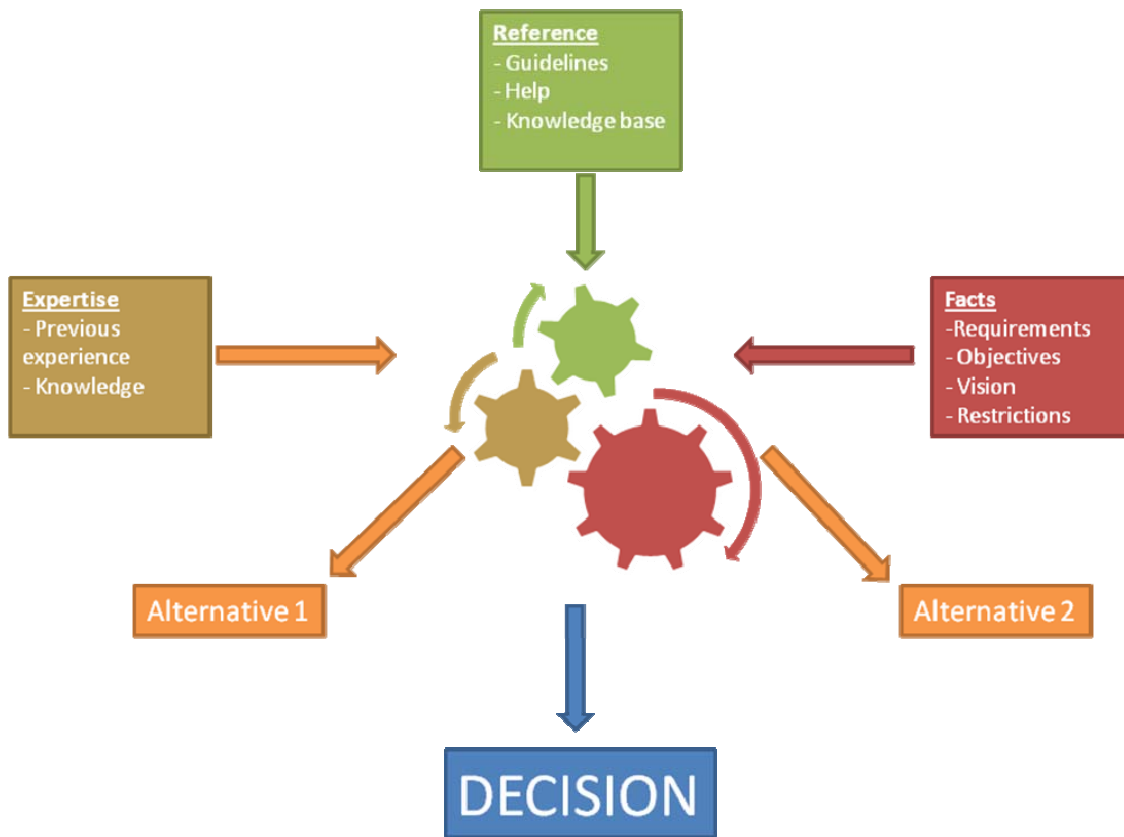 Reference
- Guidelines
- Help
- Knowledge base
Expertise
- Previous
experience
- Knowledge
Facts
-Requirements
- Objectives
- Vision
- Restrictions
Alternative 1
Alternative 2
DECISION